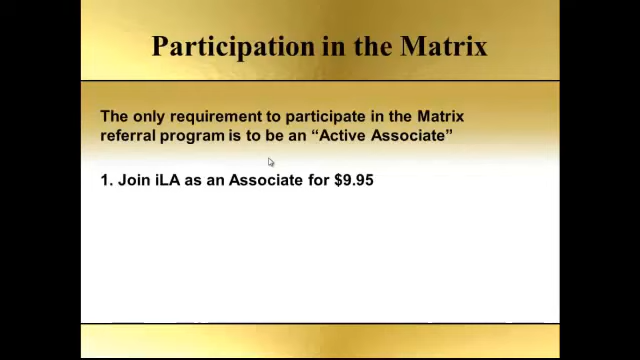 Participation in the Matrix
The only requirement to participate in the Matrix
referral program is to be an “Active Associate”
1. Join iLA as an Associate for $9.95